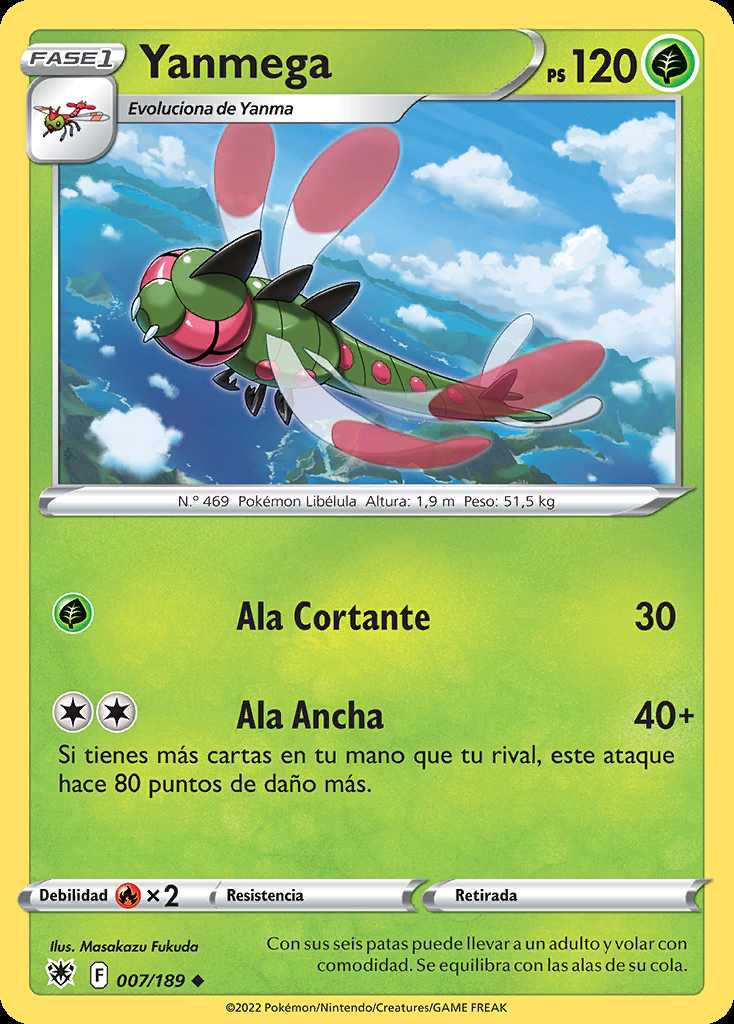 FASE 1
Yanmega
PS 120
Evoluciona de Yanma
N.º 469 Pokémon Libélula Altura: 1,9 m Peso: 51,5 kg
Ala Cortante 30
Ala Ancha 40+
Si tienes más cartas en tu mano que tu rival, este ataque
hace 80 puntos de daño más.
Debilidad ×2 Resistencia Retirada
Ilus. Masakazu Fukuda
Con sus seis patas puede llevar a un adulto y volar con
comodidad. Se equilibra con las alas de su cola.
F 007/189
©2022 Pokémon/Nintendo/Creatures/GAME FREAK